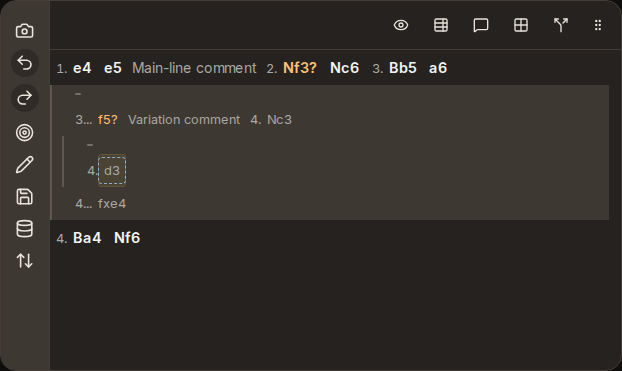 1. e4 e5 Main-line comment 2. Nf3? Nc6 3. Bb5 a6
–
3... f5? Variation comment 4. Nc3
–
4. d3
4... fxe4
4. Ba4 Nf6